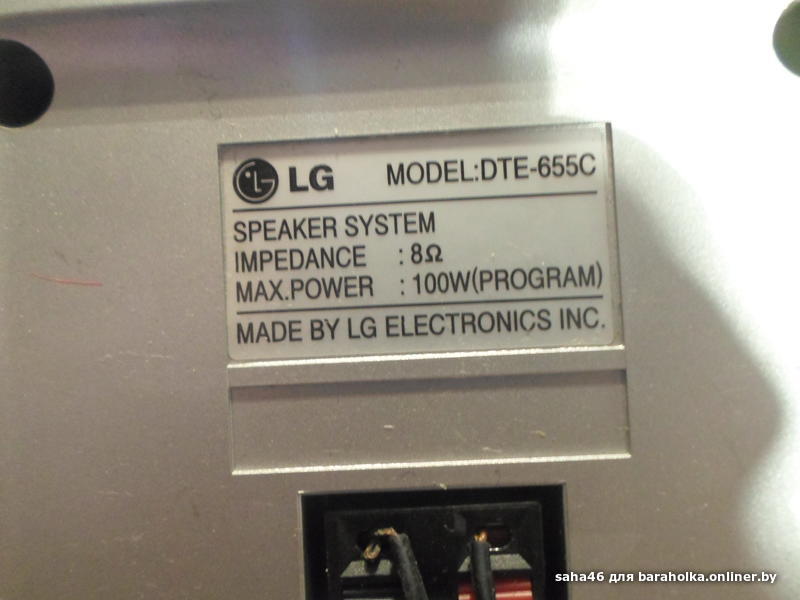 LG MODEL:DTE-655C
SPEAKER SYSTEM
IMPEDANCE : 8Ω
MAX.POWER : 100W(PROGRAM)
MADE BY LG ELECTRONICS INC.
saha46 для baraholka.onliner.by